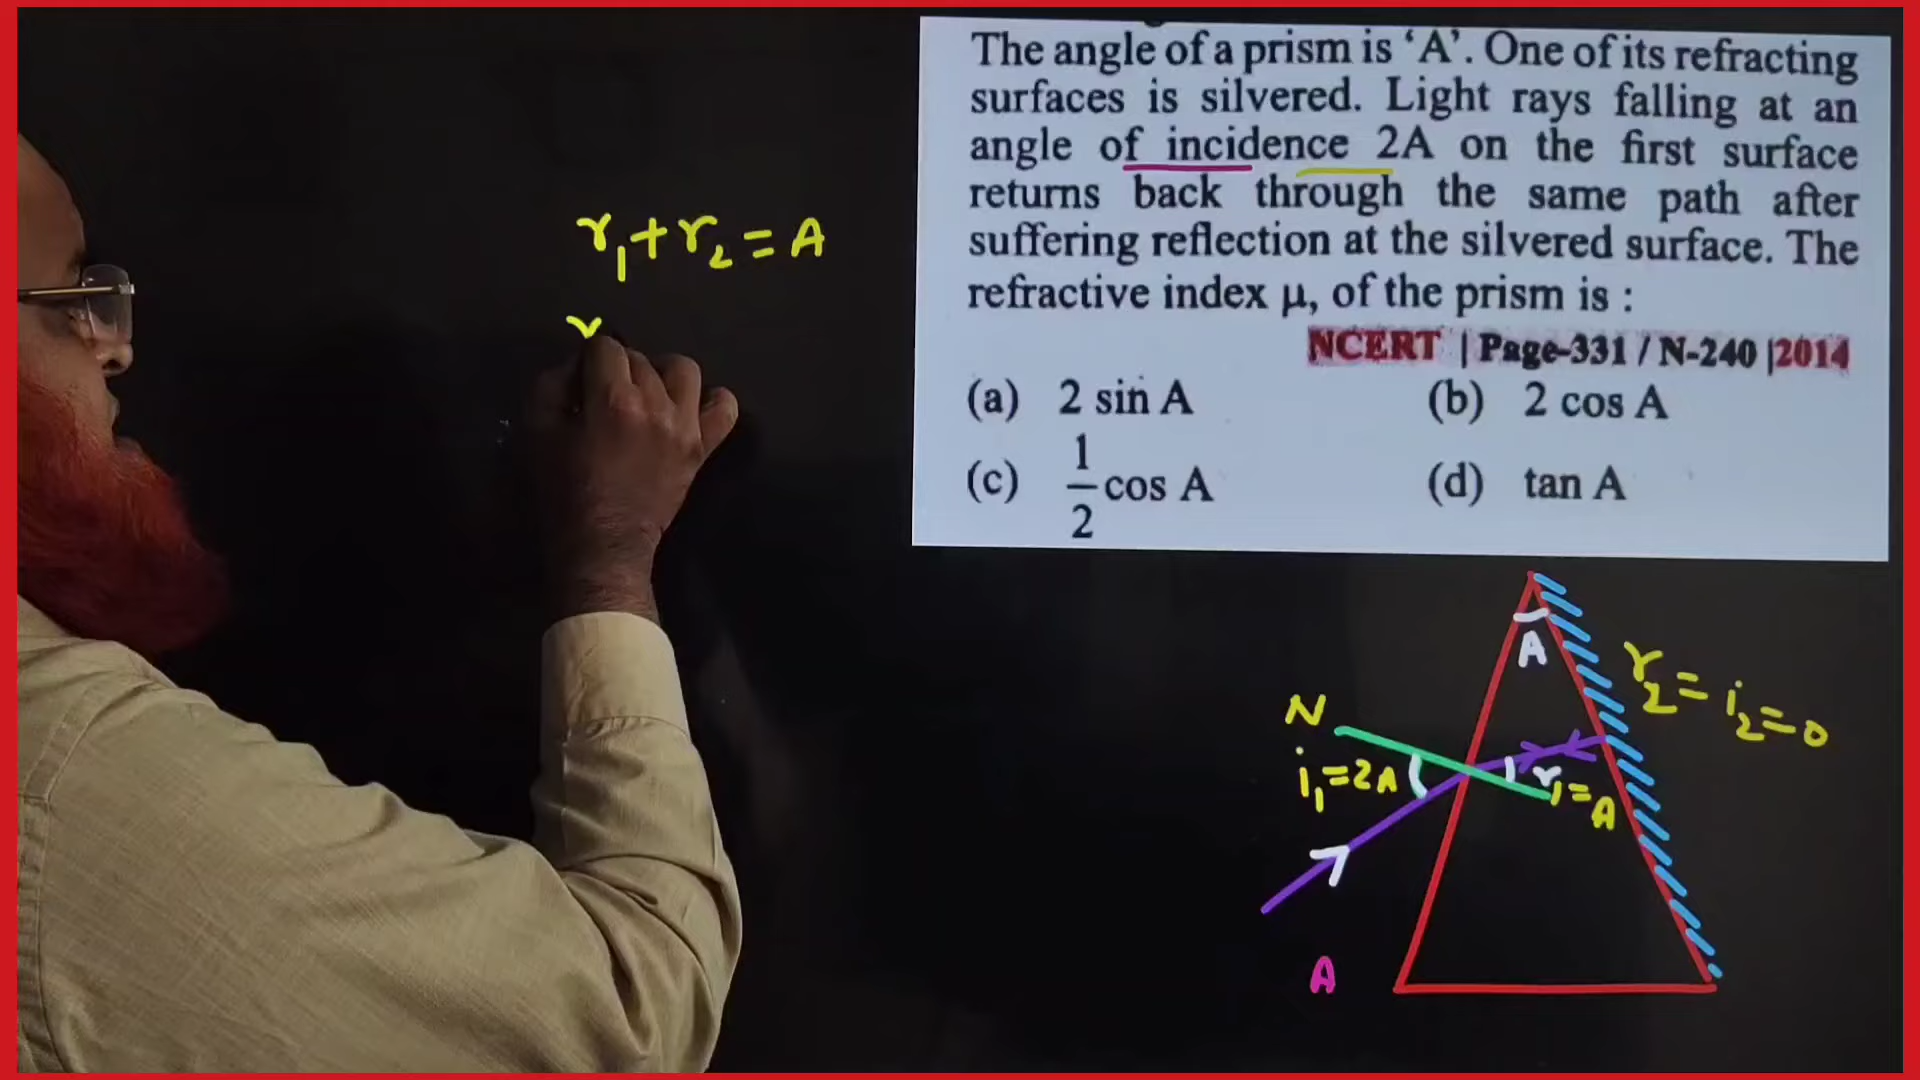 The angle of a prism is ‘A’. One of its refracting
surfaces is silvered. Light rays falling at an
angle of incidence 2A on the first surface
returns back through the same path after
suffering reflection at the silvered surface. The
refractive index μ, of the prism is :
NCERT | Page-331 / N-240 |2014
(a) 2 sin A
(b) 2 cos A
(c) 1/2 cos A
(d) tan A
r₁+r₂=A
r
A
r₂=i₂=0
N
i₁=2A
r₁=A
A